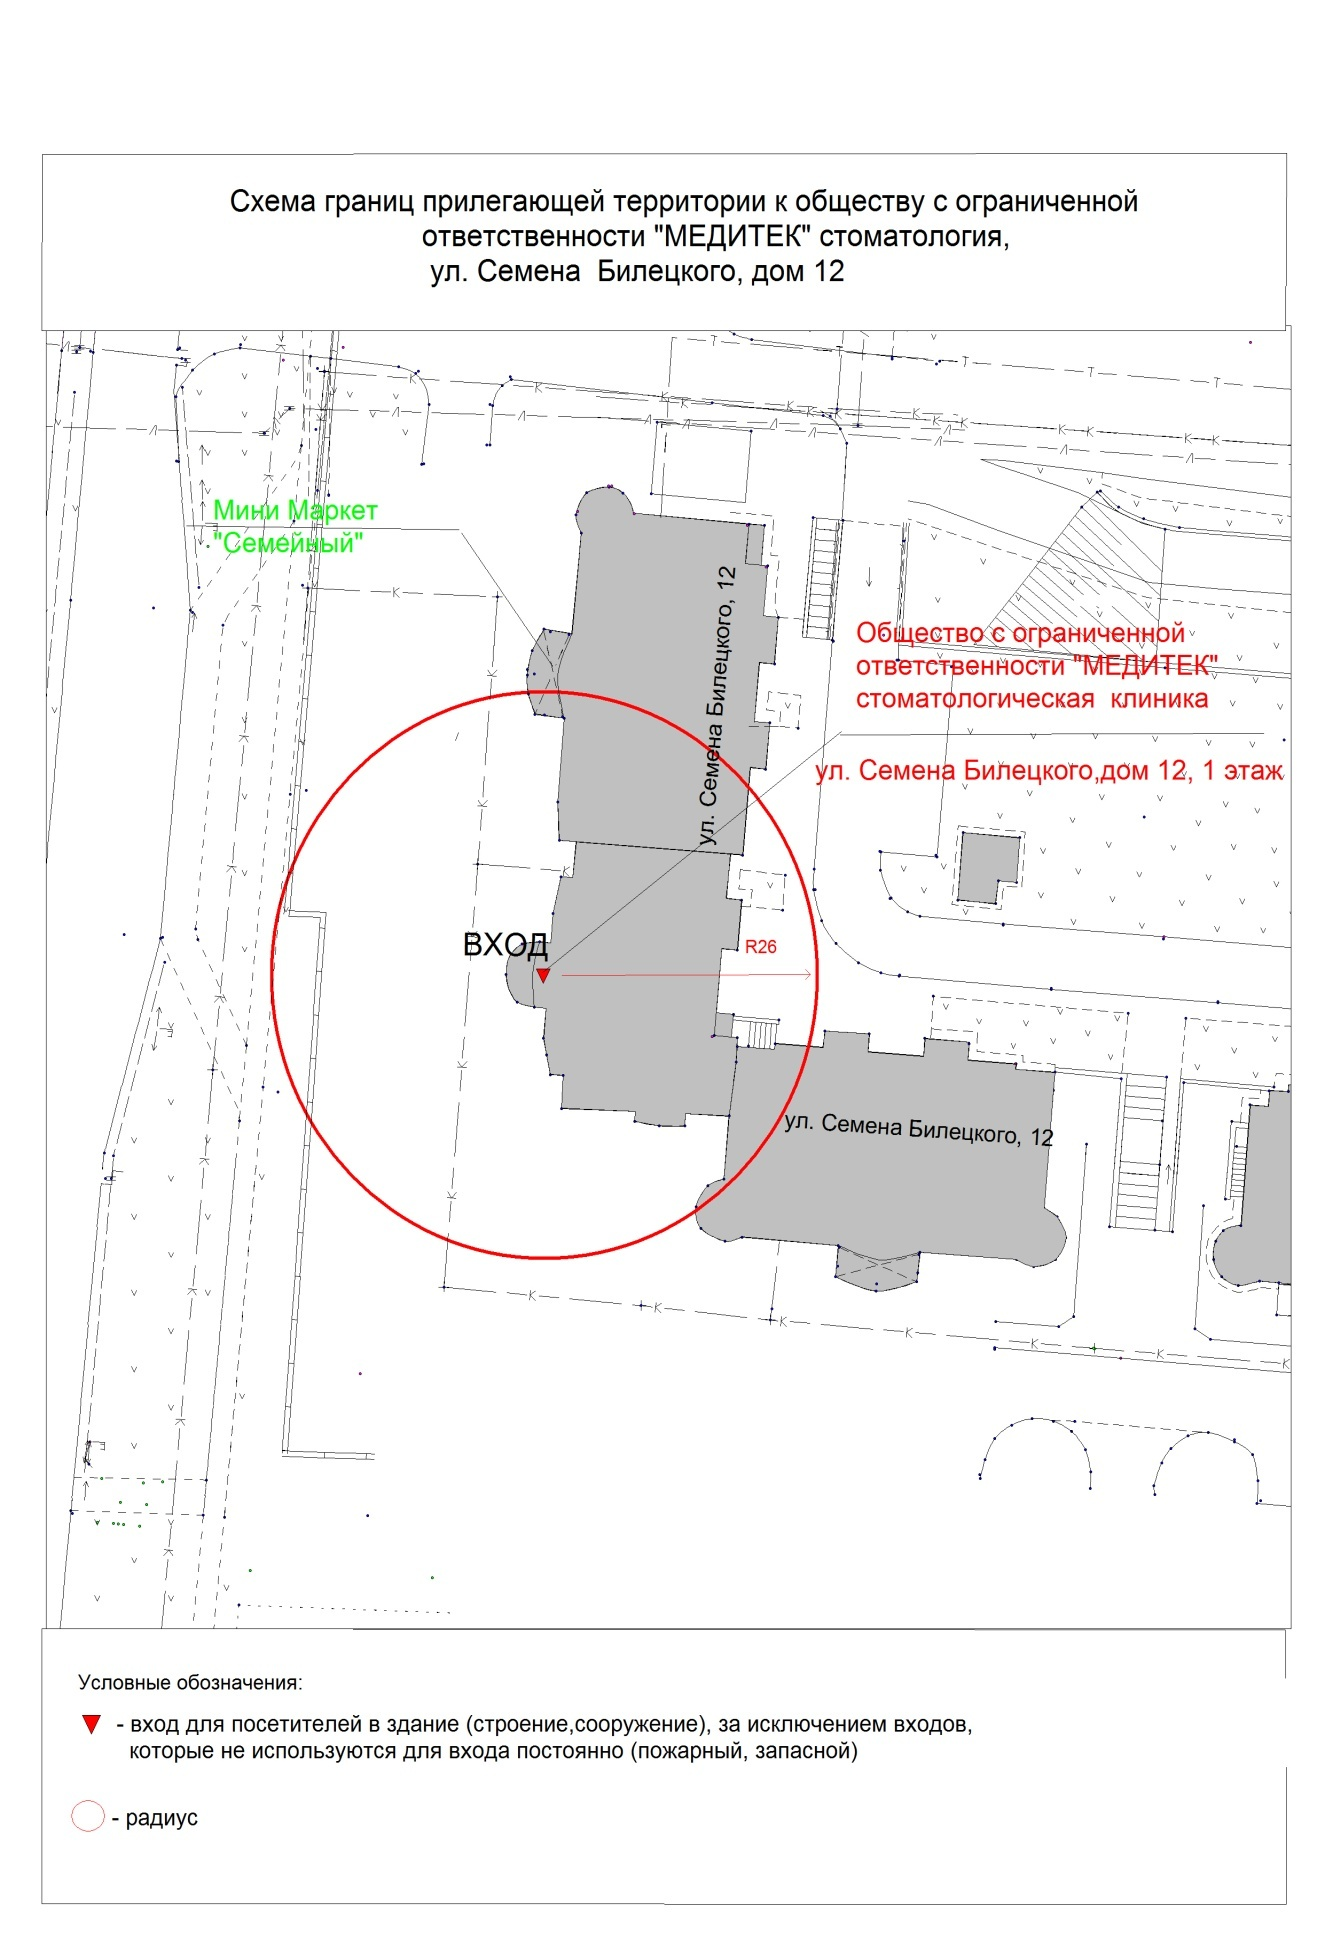 Схема границ прилегающей территории к обществу с ограниченной
ответственности "МЕДИТЕК" стоматология,
ул. Семена Билецкого, дом 12
Мини Маркет
"Семейный"
ул. Семена Билецкого, 12
Общество с ограниченной
ответственности "МЕДИТЕК"
стоматологическая клиника
ул. Семена Билецкого,дом 12, 1 этаж
ВХОД
R26
ул. Семена Билецкого, 12
Условные обозначения:
- вход для посетителей в здание (строение,сооружение), за исключением входов,
которые не используются для входа постоянно (пожарный, запасной)
- радиус